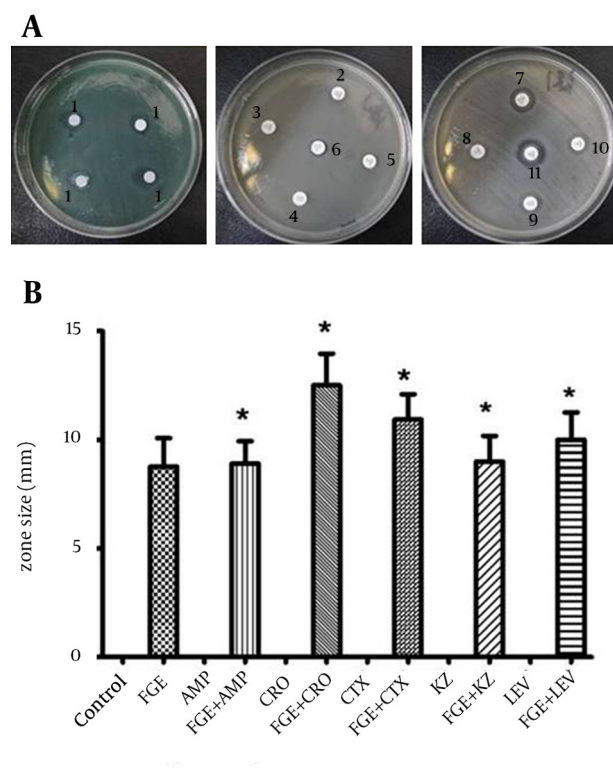 A
1
1
1
1
2
3
6
5
4
7
8
10
11
9
B
15
10
5
0
zone size (mm)
*
*
*
*
*
Control
FGE
AMP
FGE+AMP
CRO
FGE+CRO
CTX
FGE+CTX
KZ
FGE+KZ
LEV
FGE+LEV